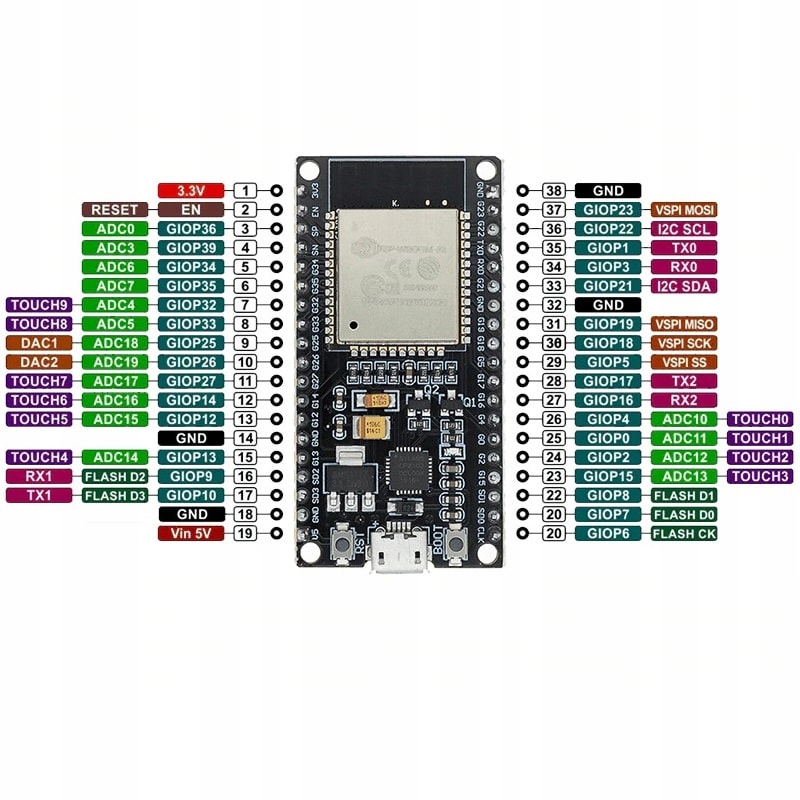 3.3V 1 3V3 GND 38 GND
RESET EN 2 EN G23 37 GIOP23 VSPI MOSI
ADC0 GIOP36 3 SP G22 36 GIOP22 I2C SCL
ADC3 GIOP39 4 SN TXD 35 GIOP1 TX0
ADC6 GIOP34 5 G34 RXD 34 GIOP3 RX0
ADC7 GIOP35 6 G35 G21 33 GIOP21 I2C SDA
TOUCH9 ADC4 GIOP32 7 G32 GND 32 GND
TOUCH8 ADC5 GIOP33 8 G33 G19 31 GIOP19 VSPI MISO
DAC1 ADC18 GIOP25 9 G25 G18 30 GIOP18 VSPI SCK
DAC2 ADC19 GIOP26 10 G26 G5 29 GIOP5 VSPI SS
TOUCH7 ADC17 GIOP27 11 G27 G17 28 GIOP17 TX2
TOUCH6 ADC16 GIOP14 12 G14 G16 27 GIOP16 RX2
TOUCH5 ADC15 GIOP12 13 G12 G4 26 GIOP4 ADC10 TOUCH0
GND 14 GND G0 25 GIOP0 ADC11 TOUCH1
TOUCH4 ADC14 GIOP13 15 G13 G2 24 GIOP2 ADC12 TOUCH2
RX1 FLASH D2 GIOP9 16 SD2 G15 23 GIOP15 ADC13 TOUCH3
TX1 FLASH D3 GIOP10 17 SD3 SD1 22 GIOP8 FLASH D1
GND 18 GND SD0 20 GIOP7 FLASH D0
Vin 5V 19 V5 CLK 20 GIOP6 FLASH CK
K.
CE
Q2
Q1
RST
BOOT